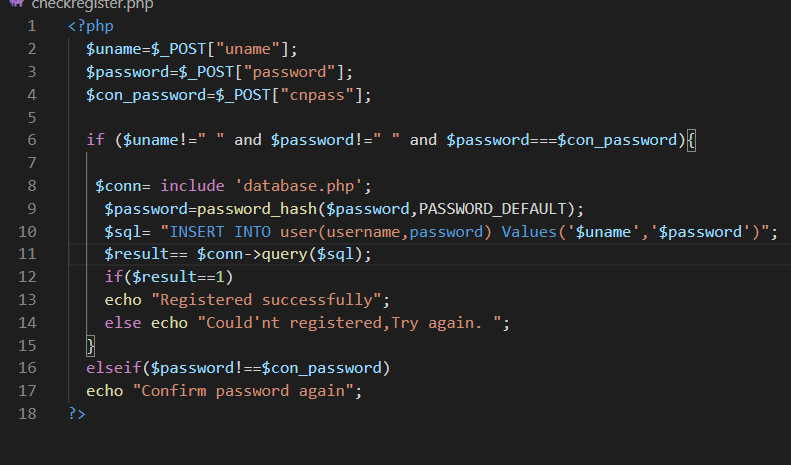 checkregister.php
1 <?php
2 $uname=$_POST["uname"];
3 $password=$_POST["password"];
4 $con_password=$_POST["cnpass"];
5
6 if ($uname!=" " and $password!=" " and $password===$con_password){
7
8 $conn= include 'database.php';
9 $password=password_hash($password,PASSWORD_DEFAULT);
10 $sql= "INSERT INTO user(username,password) Values('$uname','$password')";
11 $result== $conn->query($sql);
12 if($result==1)
13 echo "Registered successfully";
14 else echo "Could'nt registered,Try again. ";
15 }
16 elseif($password!==$con_password)
17 echo "Confirm password again";
18 ?>